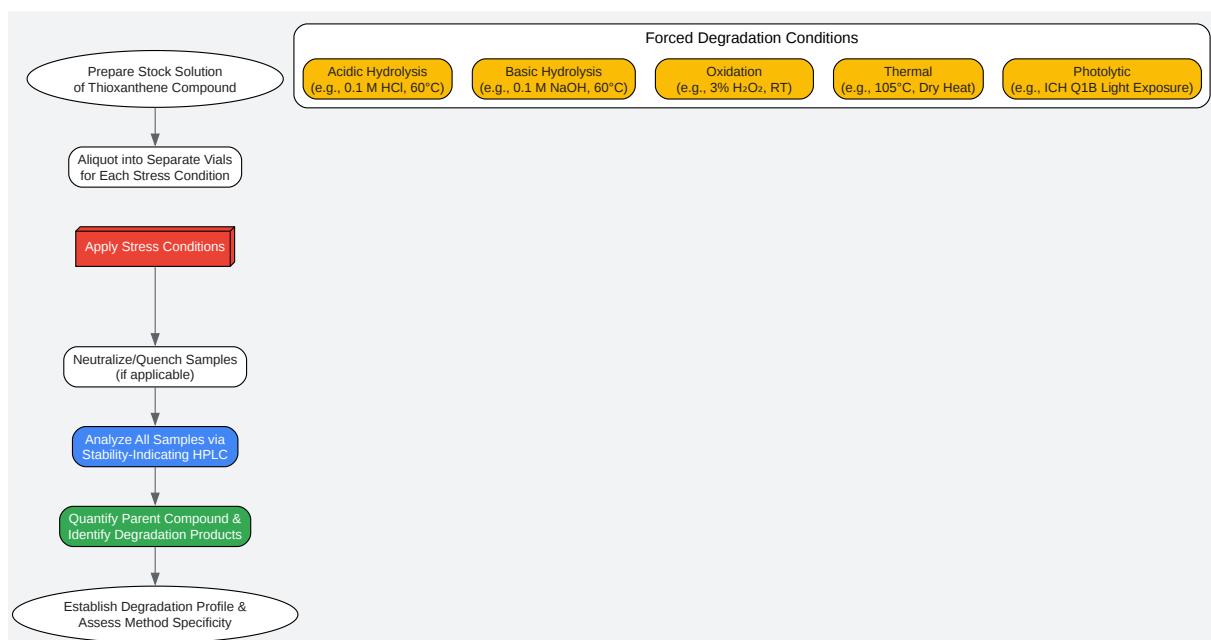 Prepare Stock Solution
of Thioxanthene Compound
Forced Degradation Conditions
Acidic Hydrolysis
(e.g., 0.1 M HCl, 60°C)
Basic Hydrolysis
(e.g., 0.1 M NaOH, 60°C)
Oxidation
(e.g., 3% H₂O₂, RT)
Thermal
(e.g., 105°C, Dry Heat)
Photolytic
(e.g., ICH Q1B Light Exposure)
Aliquot into Separate Vials
for Each Stress Condition
Apply Stress Conditions
Neutralize/Quench Samples
(if applicable)
Analyze All Samples via
Stability-Indicating HPLC
Quantify Parent Compound &
Identify Degradation Products
Establish Degradation Profile &
Assess Method Specificity